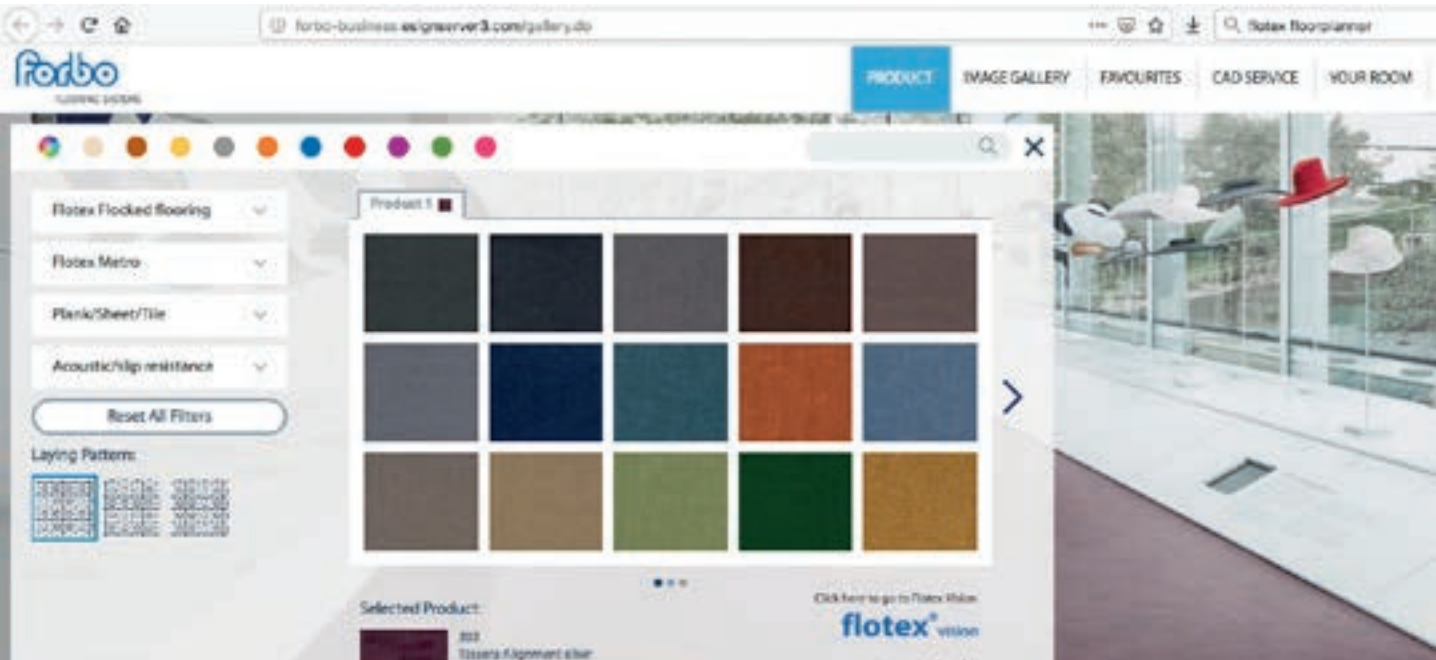 forbo-business.esignserver3.com/gallery.do
flotex floorplanner
forbo
FLOORING SYSTEMS
PRODUCT
IMAGE GALLERY
FAVOURITES
CAD SERVICE
YOUR ROOM
Flotex Flocked flooring
Flotex Metro
Plank/Sheet/Tile
Acoustic/slip resistance
Reset All Filters
Laying Pattern:
Product 1
Selected Product:
Tessera Alignment
Click here to go to Flotex Vision
flotex® vision